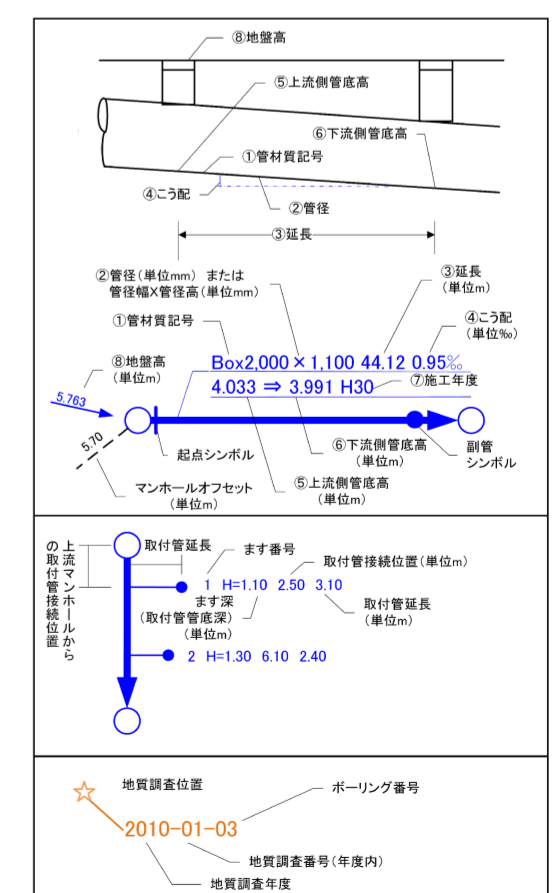 ⑧地盤高
⑤上流側管底高
⑥下流側管底高
①管材質記号
④こう配
②管径
③延長
②管径（単位mm） または
管径幅X管径高（単位mm）
③延長
（単位m）
①管材質記号
④こう配
（単位‰）
⑧地盤高
（単位m）
Box2,000×1,100 44.12 0.95‰
4.033 ⇒ 3.991 H30
⑦施工年度
5.763
5.70
起点シンボル
⑥下流側管底高
（単位m）
副管
シンボル
マンホールオフセット
（単位m）
⑤上流側管底高
（単位m）
上流マンホールから
の取付管接続位置
取付管延長
ます番号
取付管接続位置（単位m）
1 H=1.10 2.50 3.10
ます深
（取付管管底深）
（単位m）
取付管延長
（単位m）
2 H=1.30 6.10 2.40
地質調査位置
ボーリング番号
2010-01-03
地質調査番号（年度内）
地質調査年度